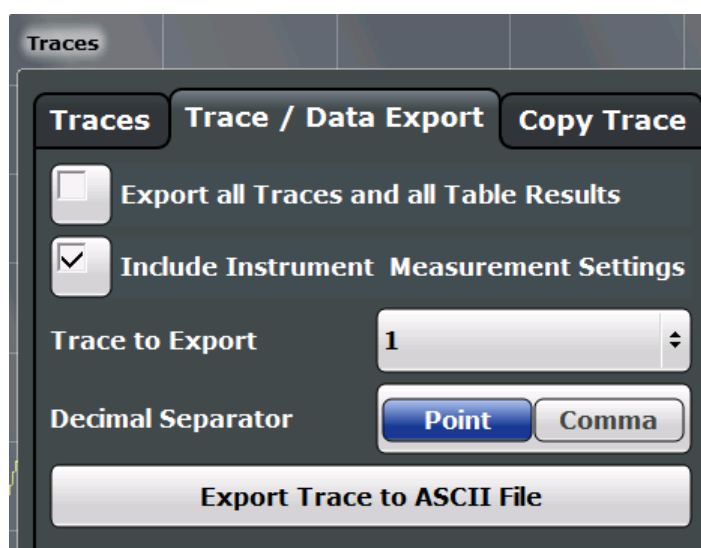 Traces
Traces Trace / Data Export Copy Trace
Export all Traces and all Table Results
Include Instrument Measurement Settings
Trace to Export 1
Decimal Separator Point Comma
Export Trace to ASCII File